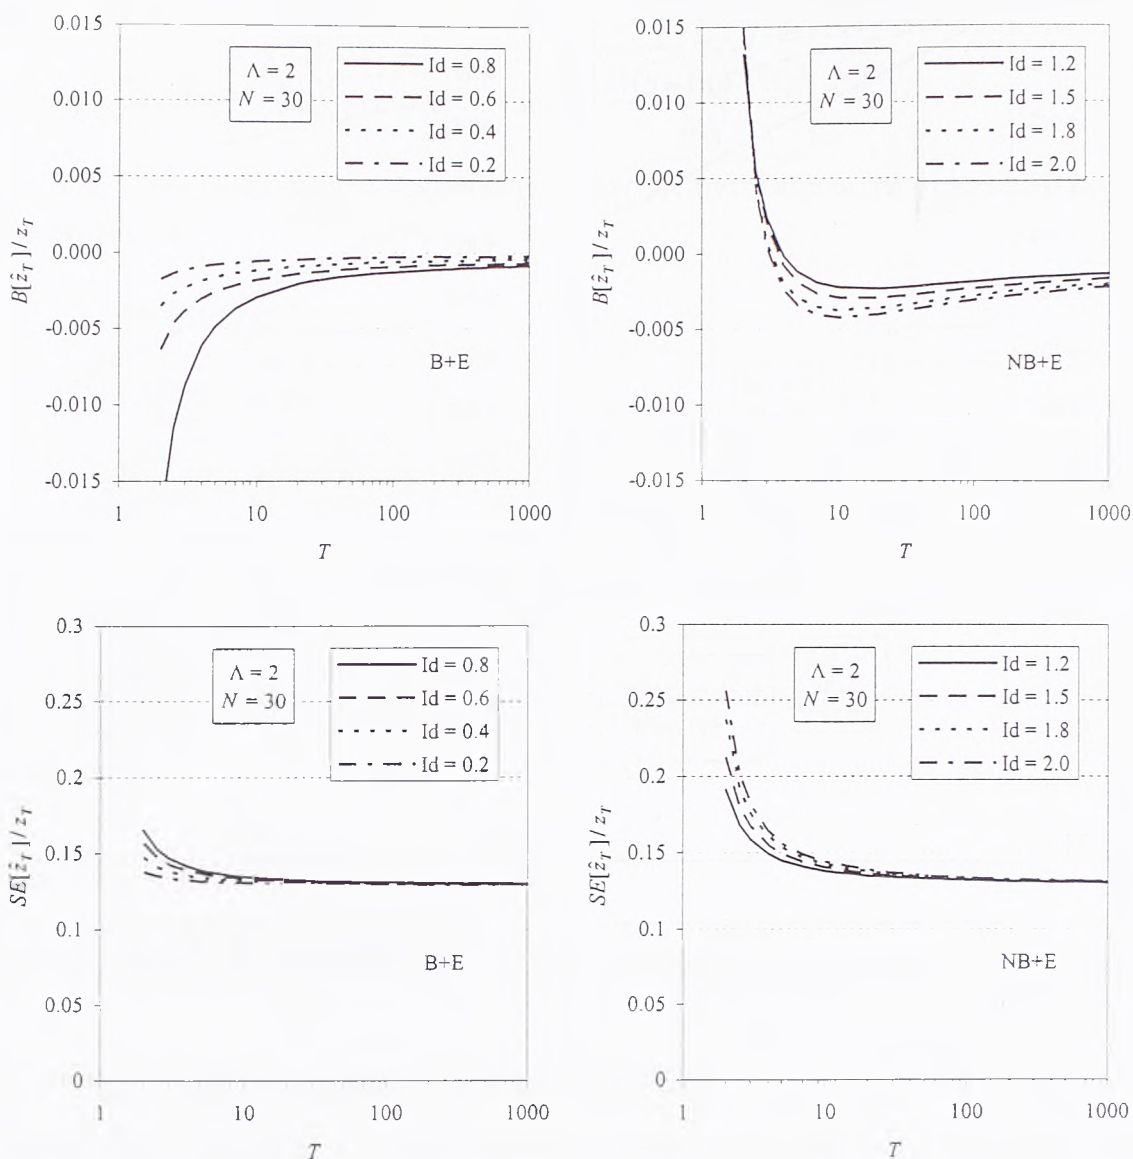 0.015
0.010
0.005
0.000
-0.005
-0.010
-0.015
B[ẑ_T]/z_T
Λ = 2
N = 30
Id = 0.8
Id = 0.6
Id = 0.4
Id = 0.2
B+E
1
10
100
1000
T
0.015
0.010
0.005
0.000
-0.005
-0.010
-0.015
B[ẑ_T]/z_T
Λ = 2
N = 30
Id = 1.2
Id = 1.5
Id = 1.8
Id = 2.0
NB+E
1
10
100
1000
T
0.3
0.25
0.2
0.15
0.1
0.05
0
SE[ẑ_T]/z_T
Λ = 2
N = 30
Id = 0.8
Id = 0.6
Id = 0.4
Id = 0.2
B+E
1
10
100
1000
T
0.3
0.25
0.2
0.15
0.1
0.05
0
SE[ẑ_T]/z_T
Λ = 2
N = 30
Id = 1.2
Id = 1.5
Id = 1.8
Id = 2.0
NB+E
1
10
100
1000
T